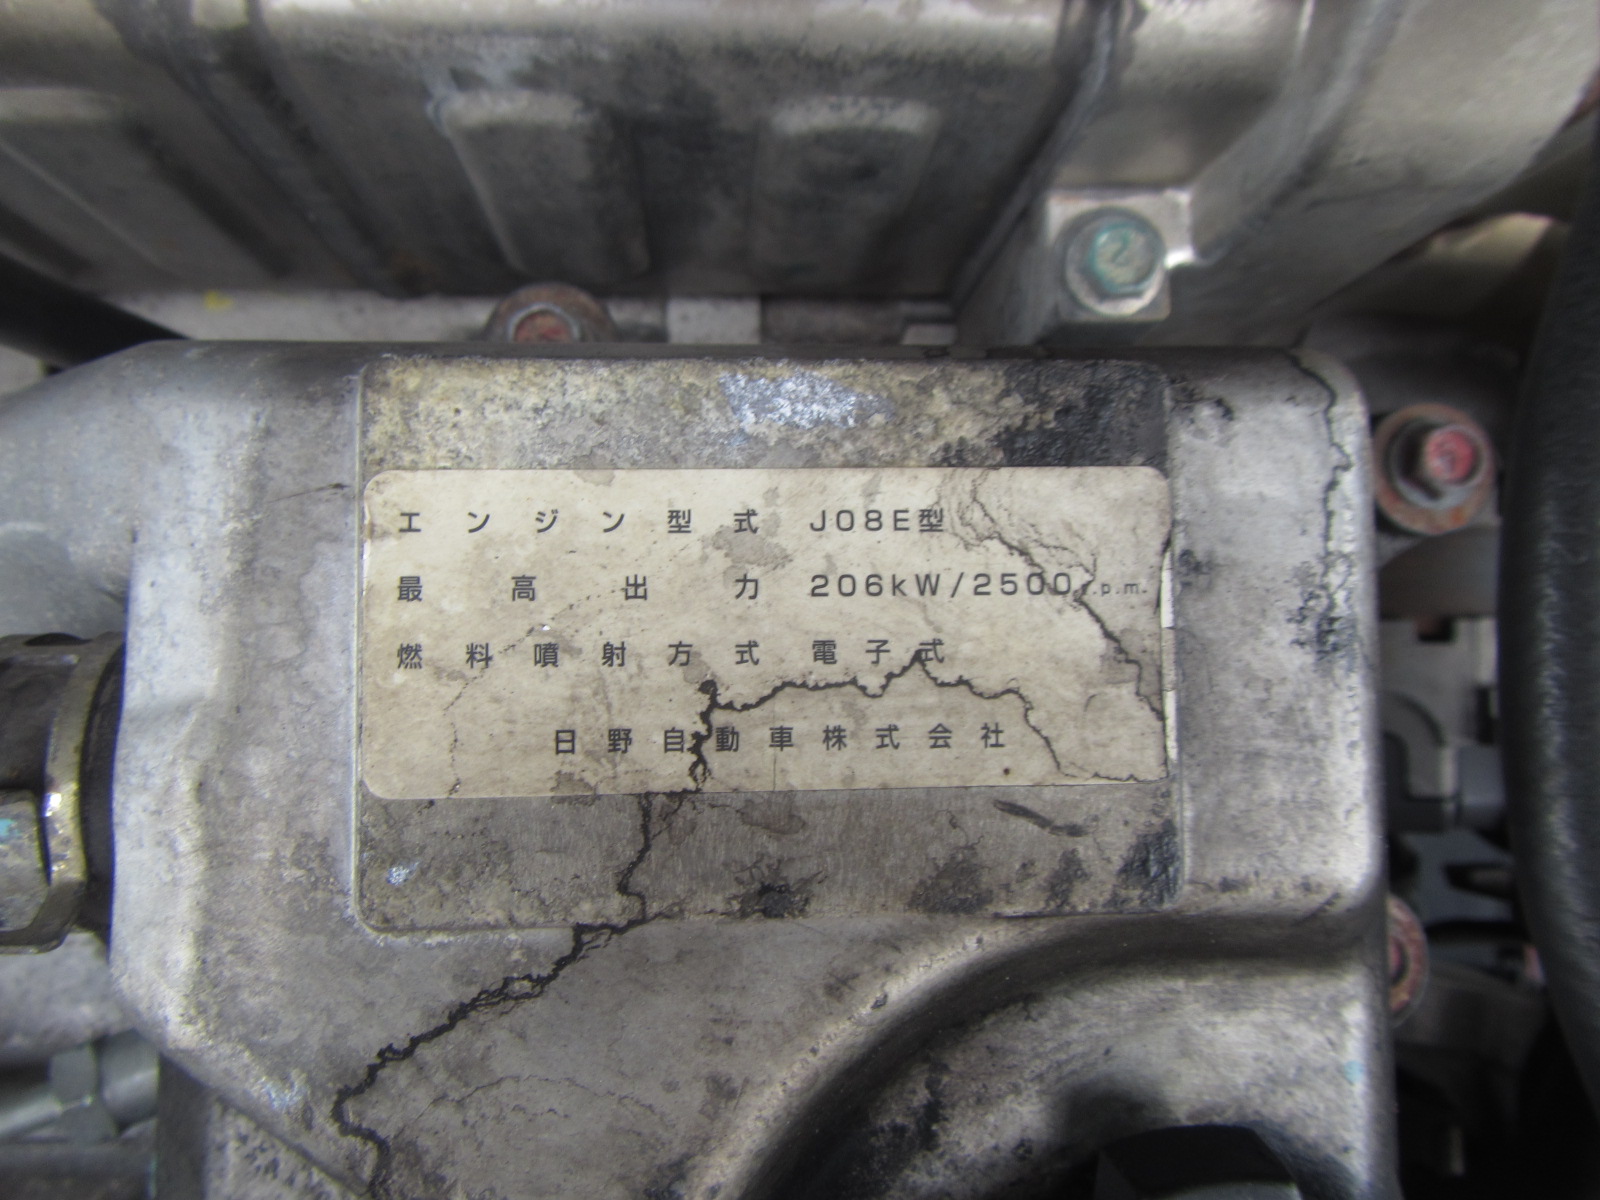 エンジン型式 J08E型
最高出力 206kW/2500r.p.m.
燃料噴射方式 電子式
日野自動車株式会社